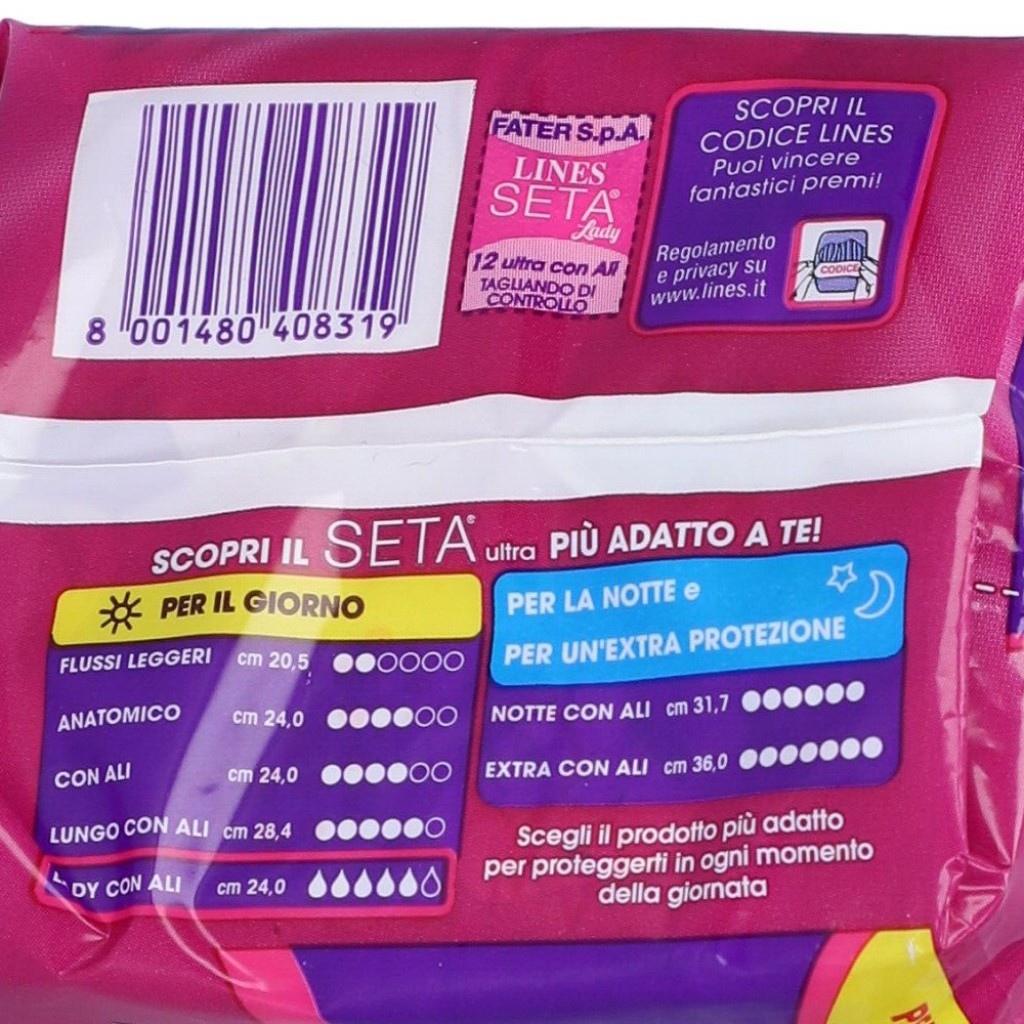 8 001480 408319
FATER S.p.A.
LINES
SETA®
Lady
12 ultra con Ali
TAGLIANDO DI
CONTROLLO
SCOPRI IL
CODICE LINES
Puoi vincere
fantastici premi!
Regolamento
e privacy su
www.lines.it
CODICE
SCOPRI IL SETA® ultra PIÙ ADATTO A TE!
PER IL GIORNO
FLUSSI LEGGERI cm 20,5
ANATOMICO cm 24,0
CON ALI cm 24,0
LUNGO CON ALI cm 28,4
CON ALI cm 24,0
PER LA NOTTE e
PER UN'EXTRA PROTEZIONE
NOTTE CON ALI cm 31,7
EXTRA CON ALI cm 36,0
Scegli il prodotto più adatto
per proteggerti in ogni momento
della giornata